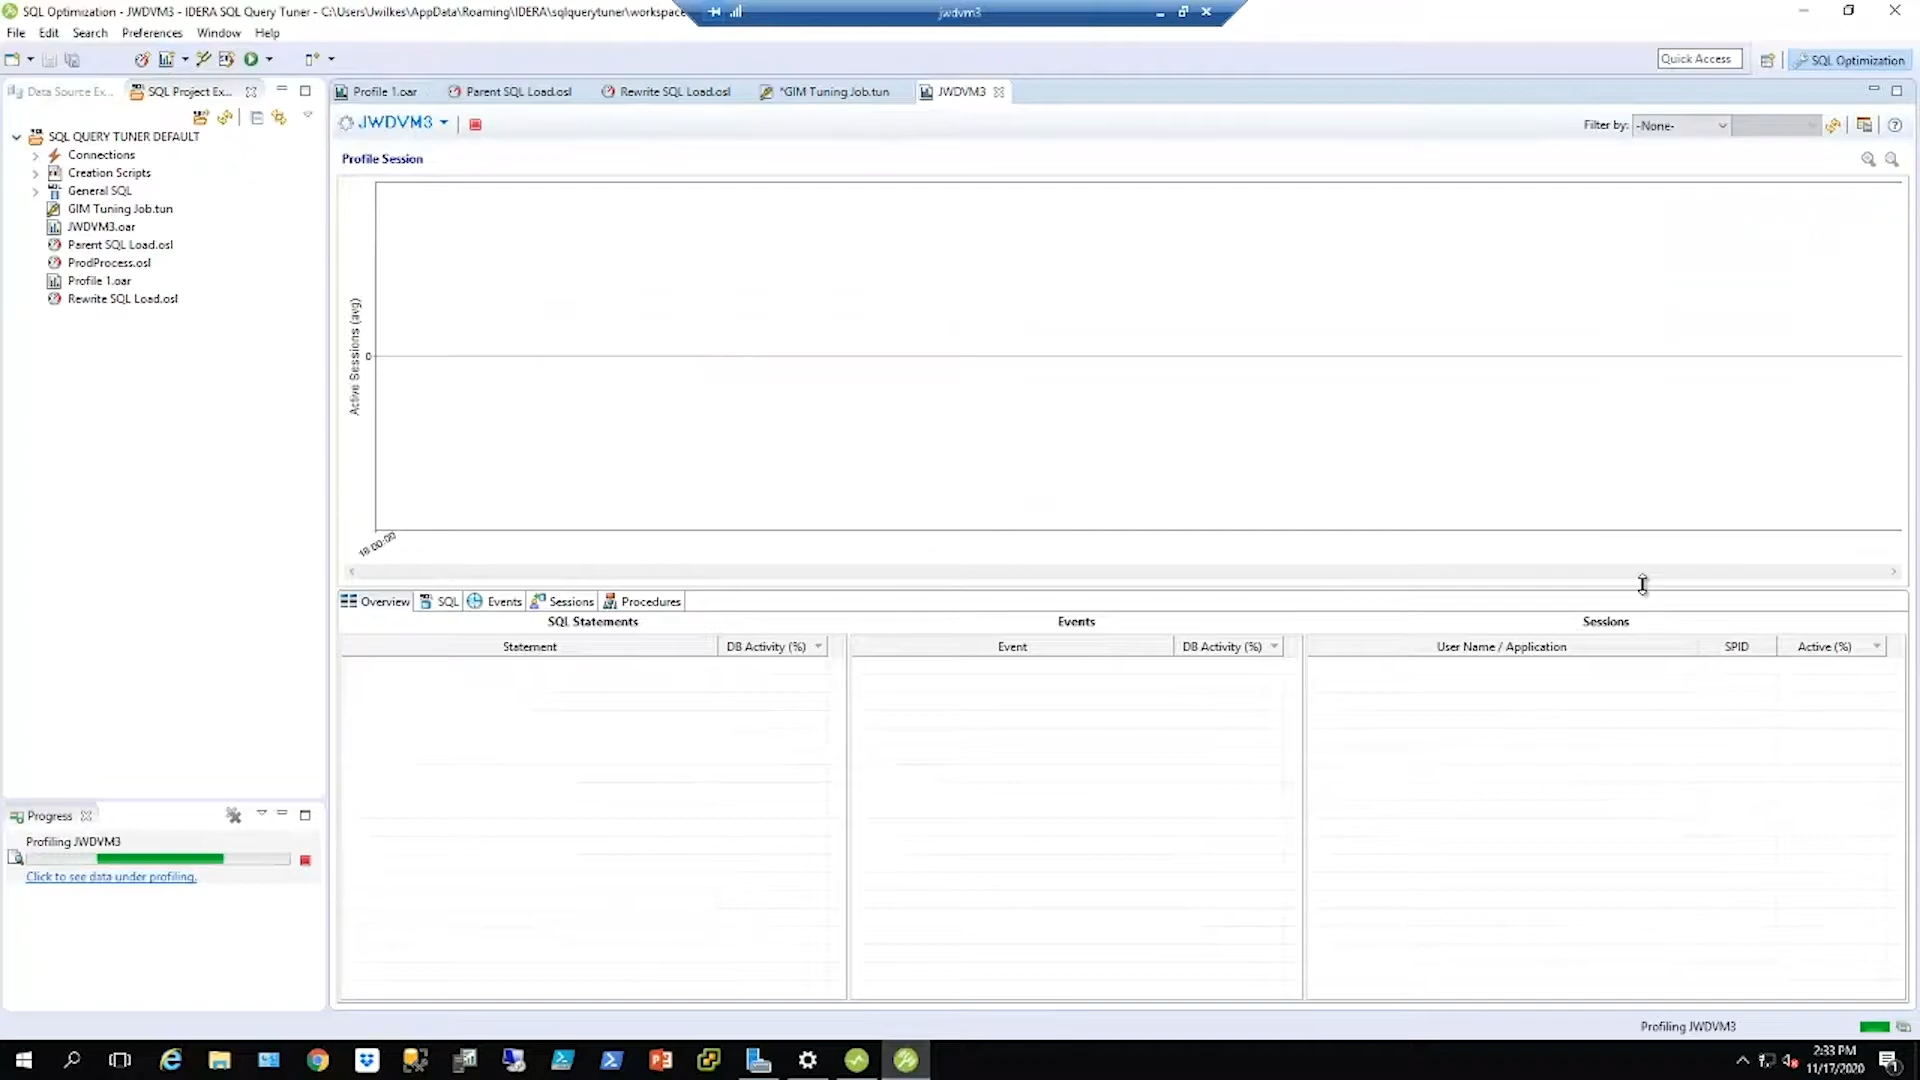 SQL Optimization - JWDVM3 - IDERA SQL Query Tuner - C:\Users\Jwilkes\AppData\Roaming\IDERA\sqlquerytuner\workspace
jwdvm3
File Edit Search Preferences Window Help
Quick Access
SQL Optimization
Data Source Ex...
SQL Project Ex...
Profile 1.oar
Parent SQL Load.osl
Rewrite SQL Load.osl
*GIM Tuning Job.tun
JWDVM3
JWDVM3
Filter by: -None-
SQL QUERY TUNER DEFAULT
Connections
Creation Scripts
General SQL
GIM Tuning Job.tun
JWDVM3.oar
Parent SQL Load.osl
ProdProcess.osl
Profile 1.oar
Rewrite SQL Load.osl
Profile Session
Active Sessions (avg)
0
18:00:00
Overview SQL Events Sessions Procedures
SQL Statements Events Sessions
Statement DB Activity (%) Event DB Activity (%) User Name / Application SPID Active (%)
Progress
Profiling JWDVM3
Click to see data under profiling.
Profiling JWDVM3
2:33 PM
11/17/2020